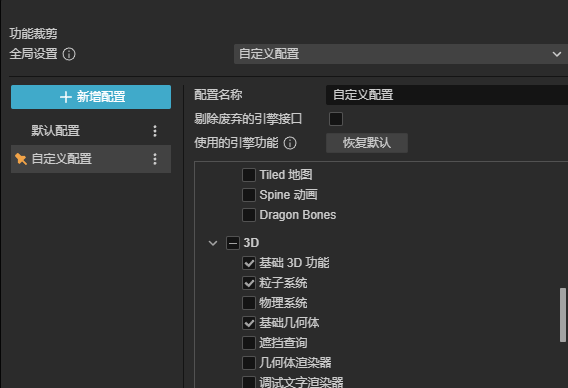 功能裁剪
全局设置
自定义配置
新增配置
默认配置
自定义配置
配置名称
自定义配置
剔除废弃的引擎接口
使用的引擎功能
恢复默认
Tiled 地图
Spine 动画
Dragon Bones
3D
基础 3D 功能
粒子系统
物理系统
基础几何体
遮挡查询
几何体渲染器
调试文字渲染器